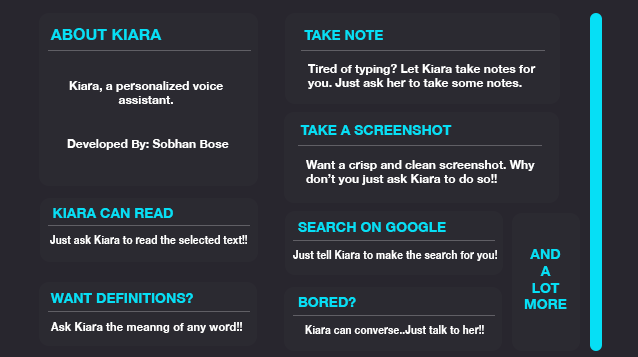 ABOUT KIARA
Kiara, a personalized voice
assistant.
Developed By: Sobhan Bose
KIARA CAN READ
Just ask Kiara to read the selected text!!
WANT DEFINITIONS?
Ask Kiara the meanng of any word!!
TAKE NOTE
Tired of typing? Let Kiara take notes for
you. Just ask her to take some notes.
TAKE A SCREENSHOT
Want a crisp and clean screenshot. Why
don't you just ask Kiara to do so!!
SEARCH ON GOOGLE
Just tell Kiara to make the search for you!
BORED?
Kiara can converse..Just talk to her!!
AND
A
LOT
MORE